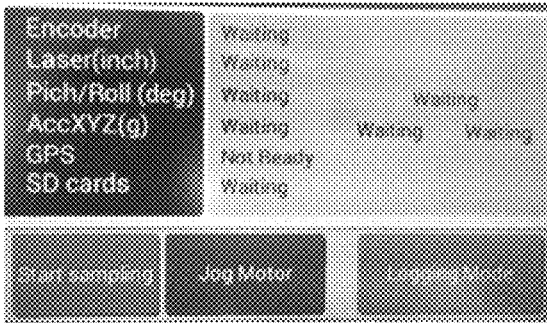 Encoder Waiting
Laser(inch) Waiting
Pich/Roll (deg) Waiting Waiting
AccXYZ(g) Waiting Waiting Waiting
GPS Not Ready
SD cards Waiting
Start sampling Jog Motor Mode